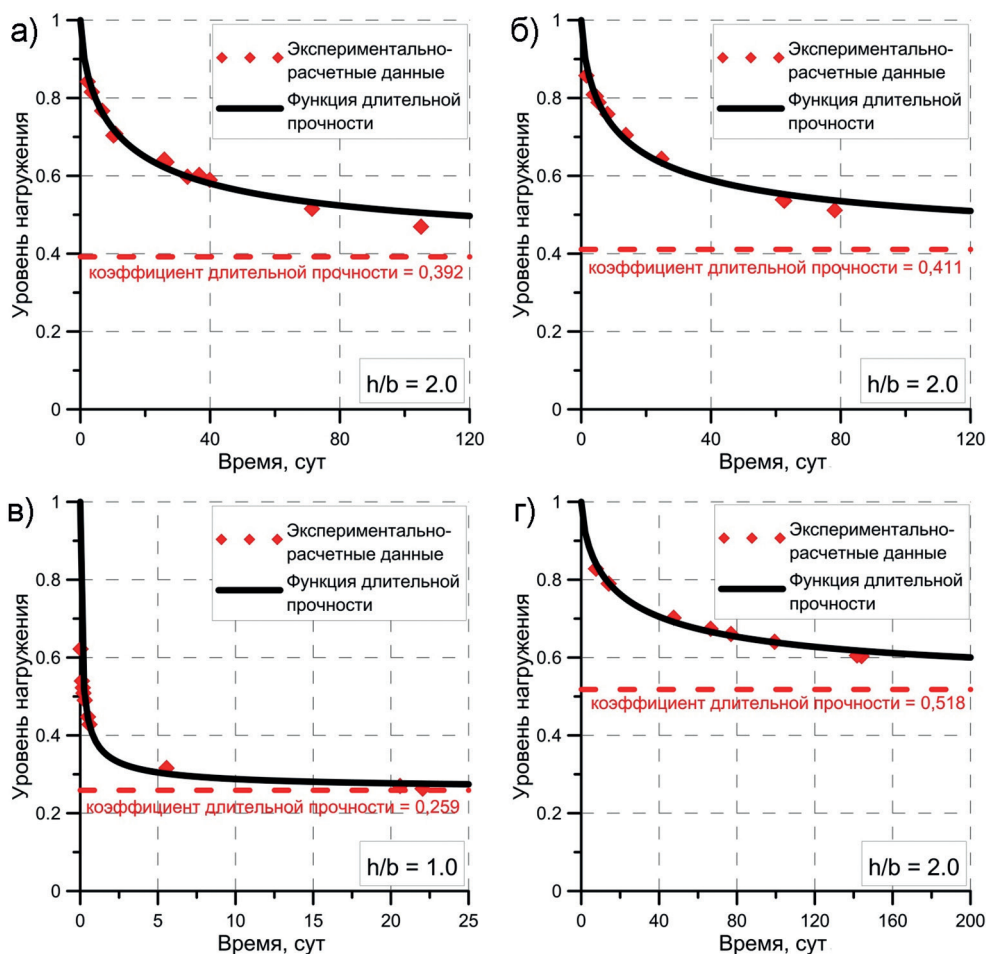 а)
Уровень нагружения
1
0.8
0.6
0.4
0.2
0
Экспериментально-
расчетные данные
Функция длительной
прочности
коэффициент длительной прочности = 0,392
h/b = 2.0
0 40 80 120
Время, сут
б)
Уровень нагружения
1
0.8
0.6
0.4
0.2
0
Экспериментально-
расчетные данные
Функция длительной
прочности
коэффициент длительной прочности = 0,411
h/b = 2.0
0 40 80 120
Время, сут
в)
Уровень нагружения
1
0.8
0.6
0.4
0.2
0
Экспериментально-
расчетные данные
Функция длительной
прочности
коэффициент длительной прочности = 0,259
h/b = 1.0
0 5 10 15 20 25
Время, сут
г)
Уровень нагружения
1
0.8
0.6
0.4
0.2
0
Экспериментально-
расчетные данные
Функция длительной
прочности
коэффициент длительной прочности = 0,518
h/b = 2.0
0 40 80 120 160 200
Время, сут